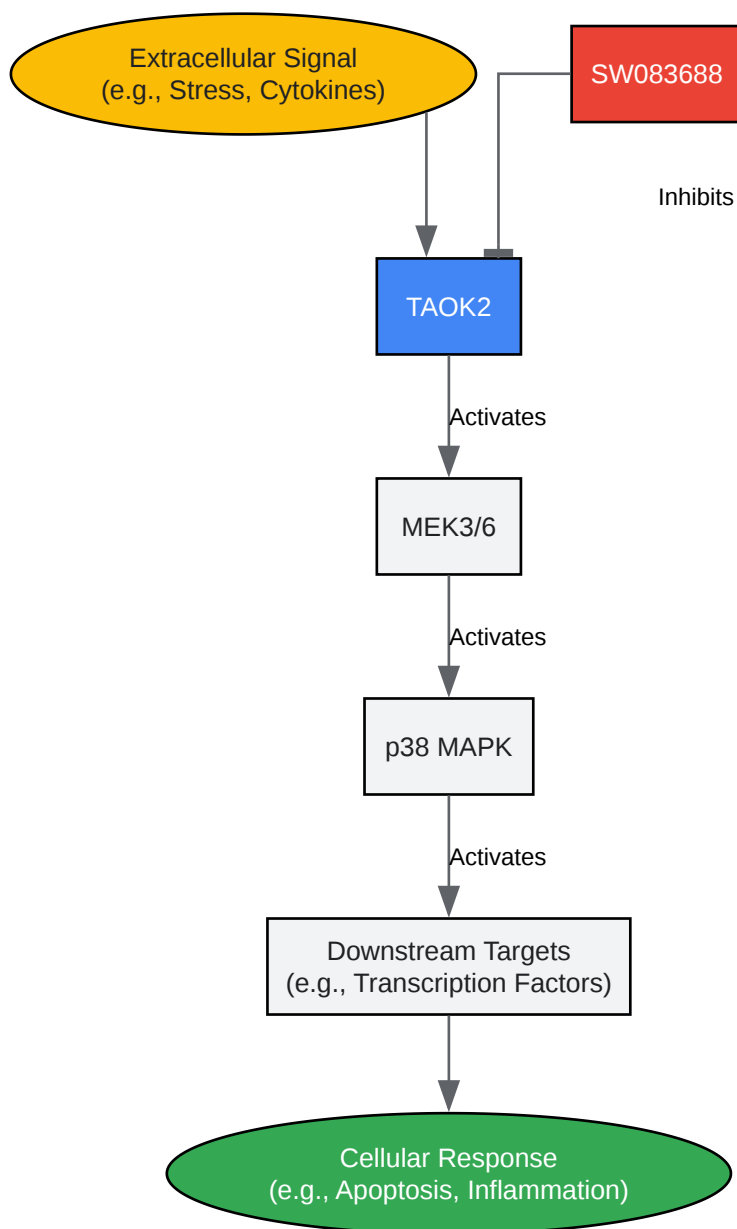 Extracellular Signal
(e.g., Stress, Cytokines)
SW083688
Inhibits
TAOK2
Activates
MEK3/6
Activates
p38 MAPK
Activates
Downstream Targets
(e.g., Transcription Factors)
Cellular Response
(e.g., Apoptosis, Inflammation)